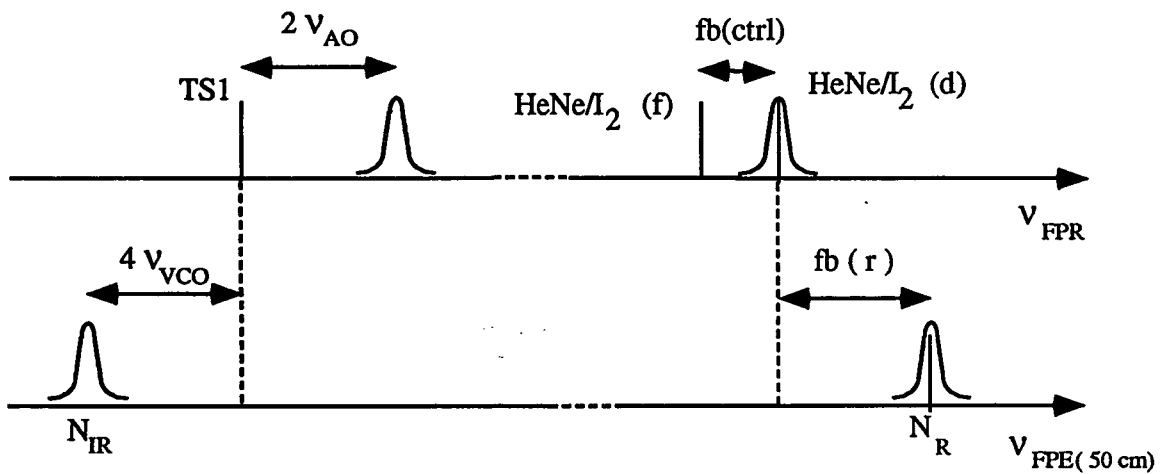 2 ν_AO
fb(ctrl)
TS1
HeNe/I_2 (f)
HeNe/I_2 (d)
ν_FPR
4 ν_VCO
fb ( r )
N_IR
N_R
ν_FPE( 50 cm)